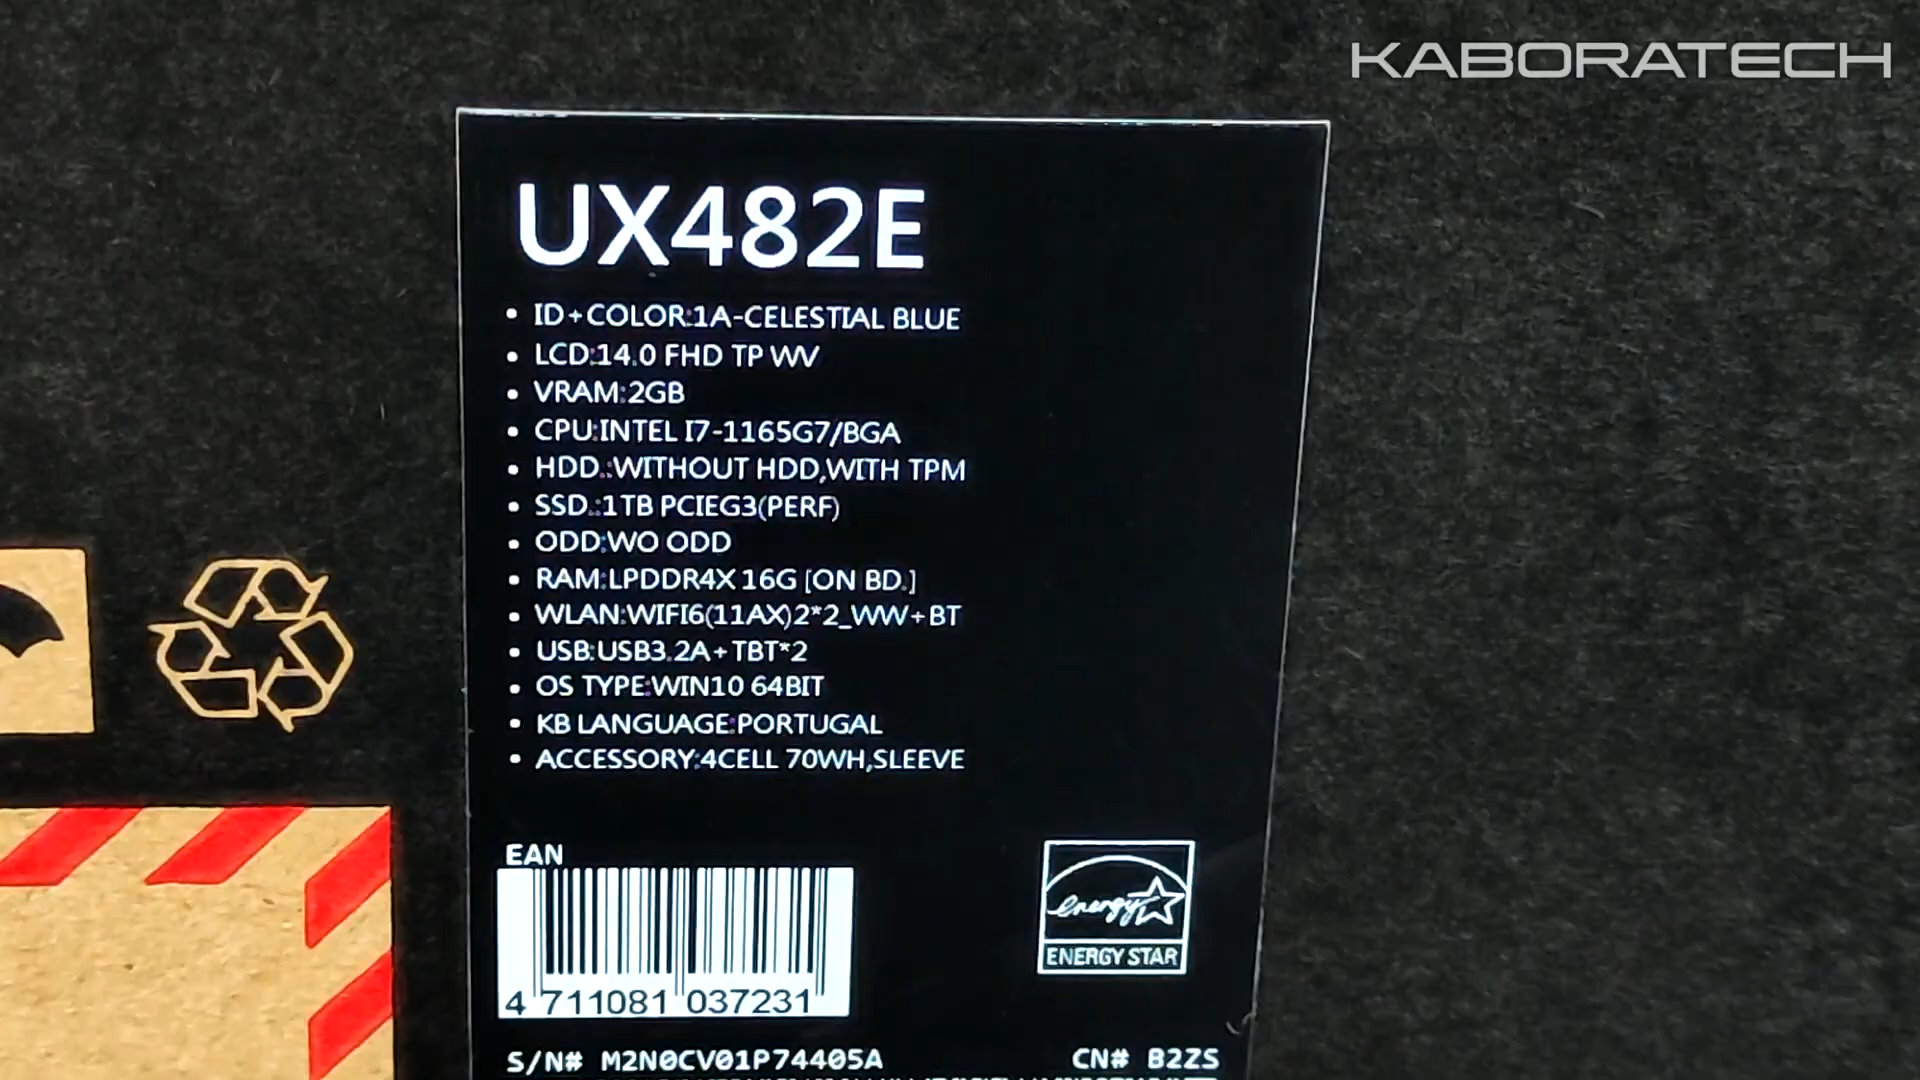 KABORATECH
UX482E
• ID+COLOR:1A-CELESTIAL BLUE
• LCD:14.0 FHD TP WV
• VRAM:2GB
• CPU:INTEL I7-1165G7/BGA
• HDD.:WITHOUT HDD,WITH TPM
• SSD.:1TB PCIEG3(PERF)
• ODD:WO ODD
• RAM:LPDDR4X 16G [ON BD.]
• WLAN:WIFI6(11AX)2*2_WW+BT
• USB:USB3.2A+TBT*2
• OS TYPE:WIN10 64BIT
• KB LANGUAGE:PORTUGAL
• ACCESSORY:4CELL 70WH,SLEEVE
EAN
energy
ENERGY STAR
4 711081 037231
S/N# M2N0CV01P74405A CN# B2ZS